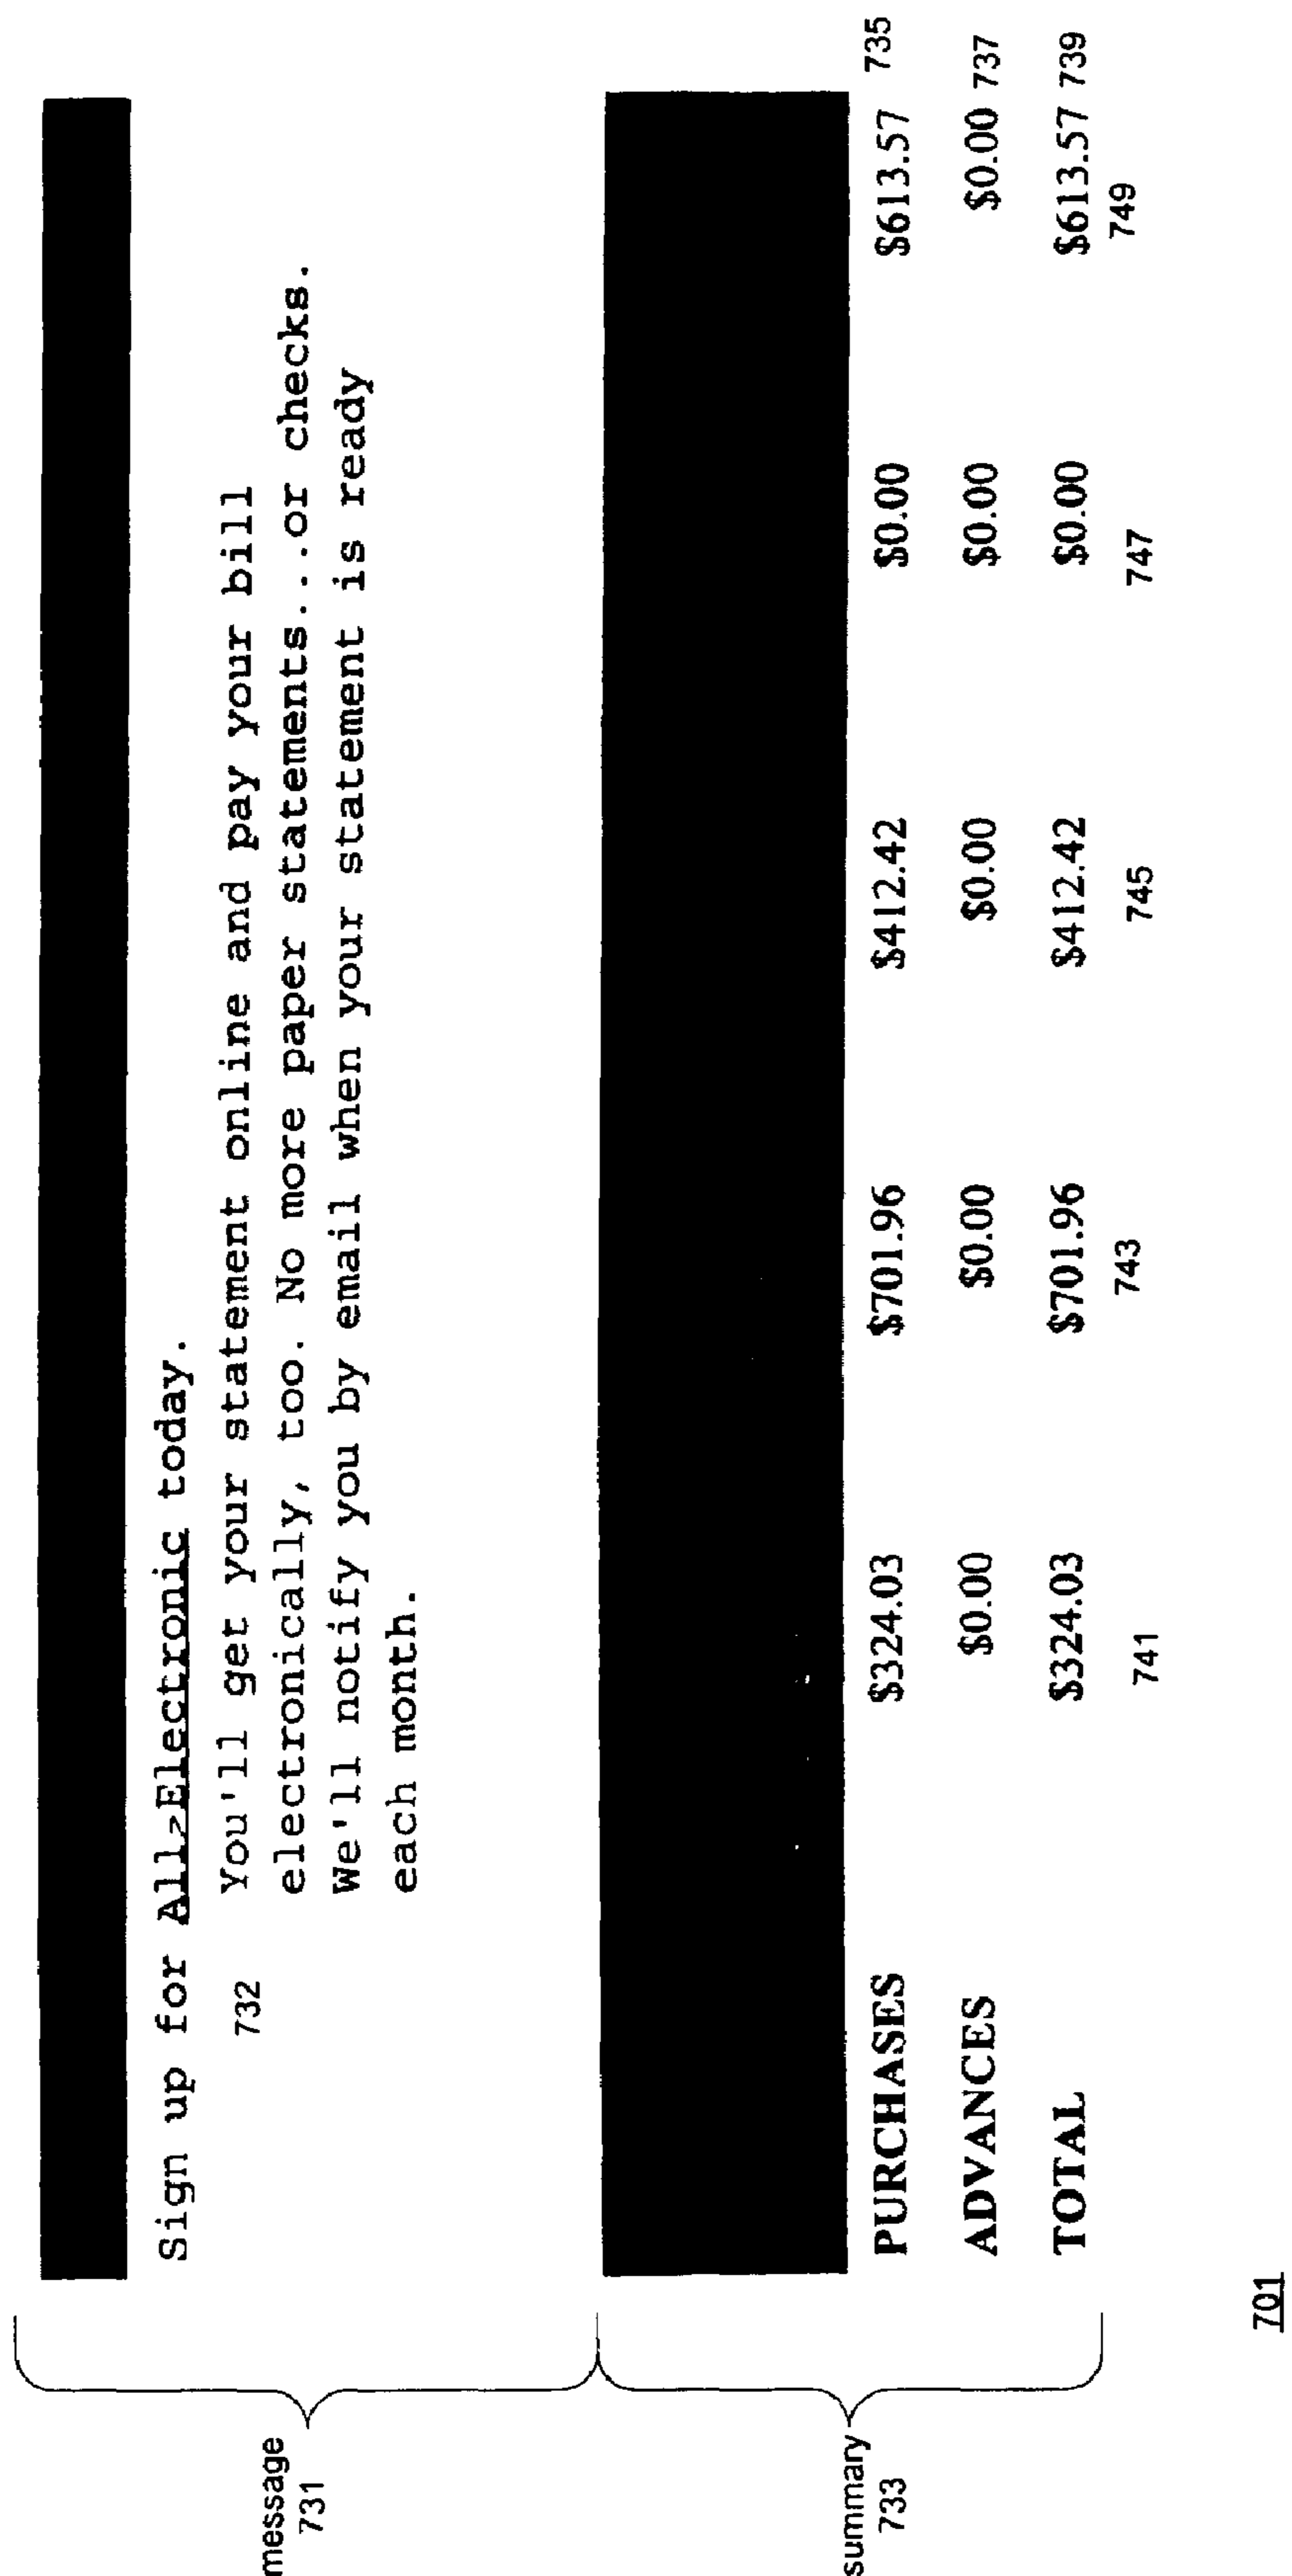 message
731
Sign up for All-Electronic today.
732 You'll get your statement online and pay your bill
electronically, too. No more paper statements...or checks.
We'll notify you by email when your statement is ready
each month.
summary
733
PURCHASES $324.03 $701.96 $412.42 $0.00 $613.57 735
ADVANCES $0.00 $0.00 $0.00 $0.00 $0.00 737
TOTAL $324.03 $701.96 $412.42 $0.00 $613.57 739
741 743 745 747 749
701